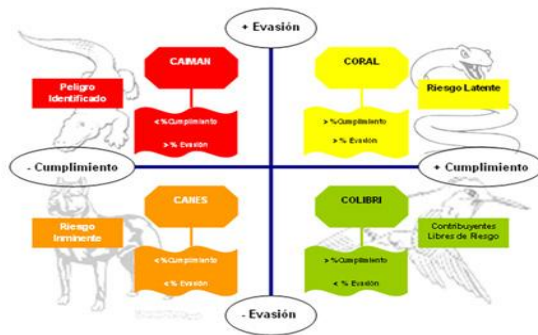 + Evasión
CAIMAN
Peligro
Identificado
< %Cumplimiento
> % Evasión
CORAL
Riesgo Latente
> %Cumplimiento
> % Evasión
- Cumplimiento
+ Cumplimiento
CANES
Riesgo
Inminente
< %Cumplimiento
< % Evasión
COLIBRI
Contribuyentes
Libres de Riesgo
> %Cumplimiento
< % Evasión
- Evasión